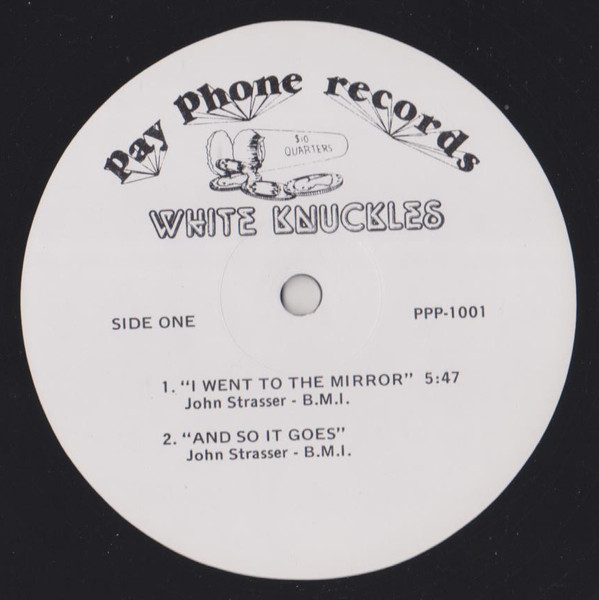 pay phone records
$10
QUARTERS
WHITE KNUCKLES
SIDE ONE
PPP-1001
1. “I WENT TO THE MIRROR” 5:47
John Strasser - B.M.I.
2. “AND SO IT GOES”
John Strasser - B.M.I.